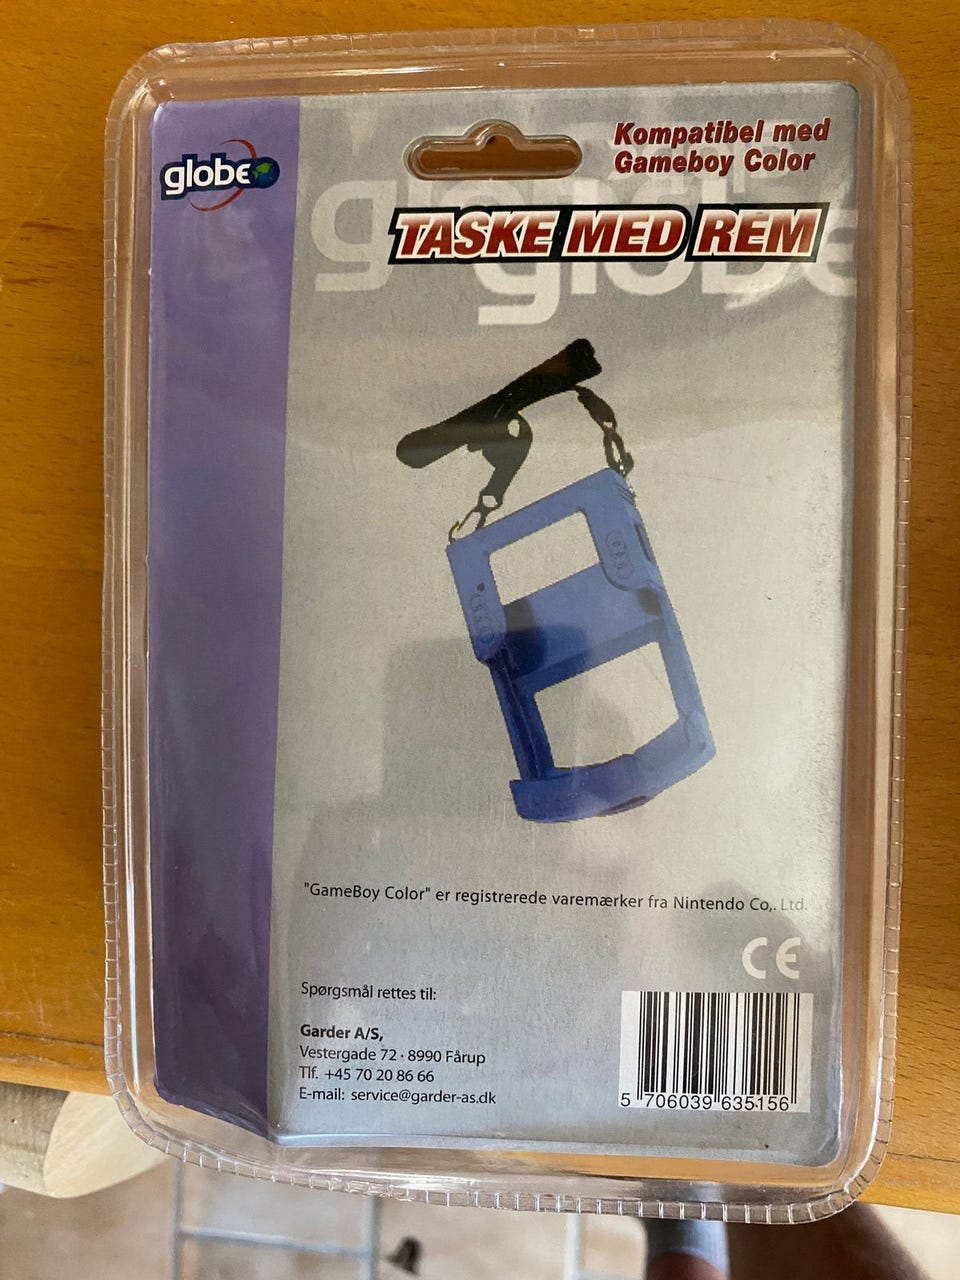 globe
Kompatibel med
Gameboy Color
globe
globe
TASKE MED REM
"GameBoy Color" er registrerede varemærker fra Nintendo Co,. Ltd.
CE
Spørgsmål rettes til:
Garder A/S,
Vestergade 72 · 8990 Fårup
Tlf. +45 70 20 86 66
E-mail: service@garder-as.dk
5 706039 635156